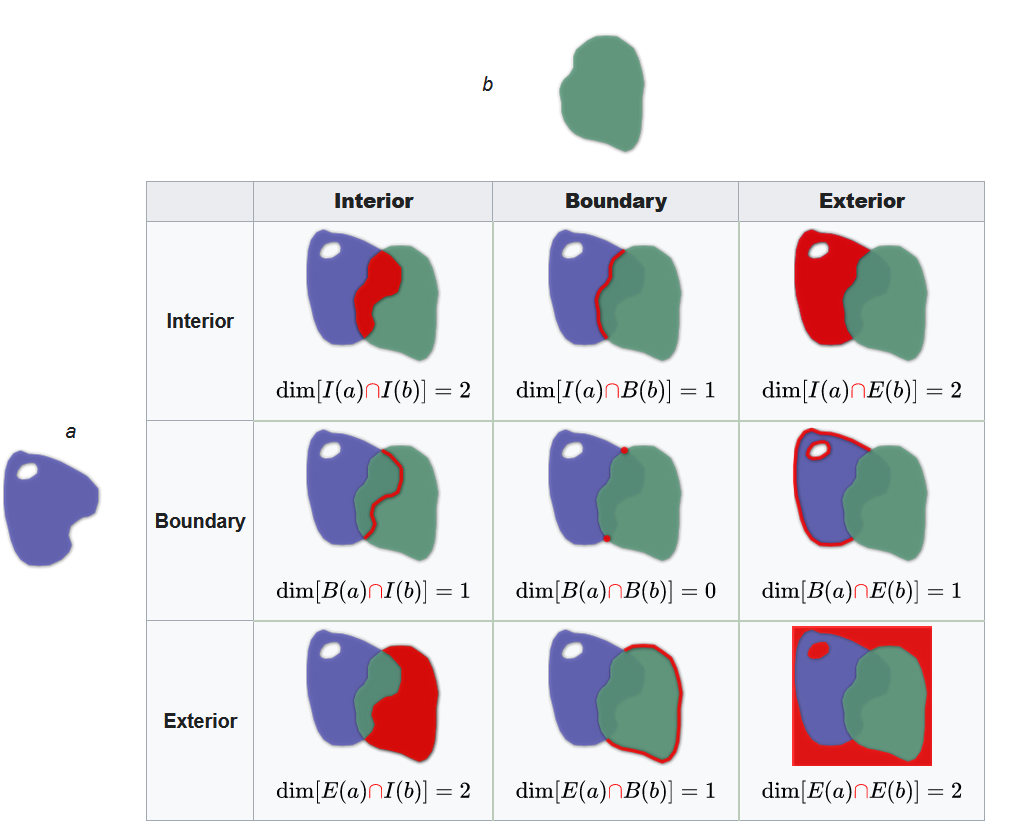 b
Interior Boundary Exterior
Interior
dim[I(a)∩I(b)] = 2 dim[I(a)∩B(b)] = 1 dim[I(a)∩E(b)] = 2
a
Boundary
dim[B(a)∩I(b)] = 1 dim[B(a)∩B(b)] = 0 dim[B(a)∩E(b)] = 1
Exterior
dim[E(a)∩I(b)] = 2 dim[E(a)∩B(b)] = 1 dim[E(a)∩E(b)] = 2